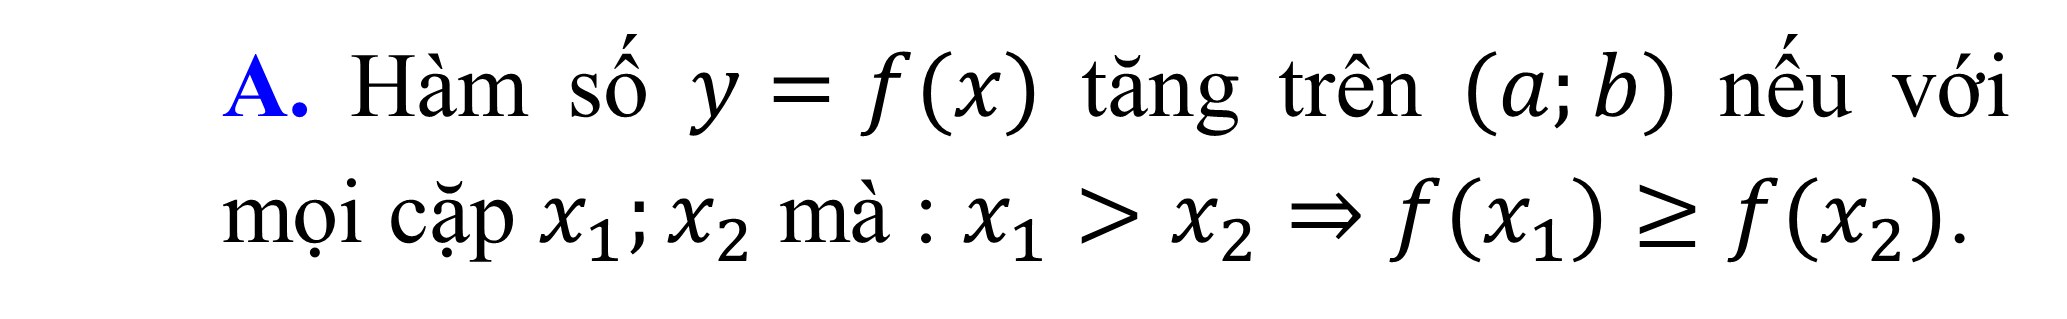 A. Hàm số y = f(x) tăng trên (a; b) nếu với
mọi cặp x₁; x₂ mà : x₁ > x₂ ⇒ f(x₁) ≥ f(x₂).